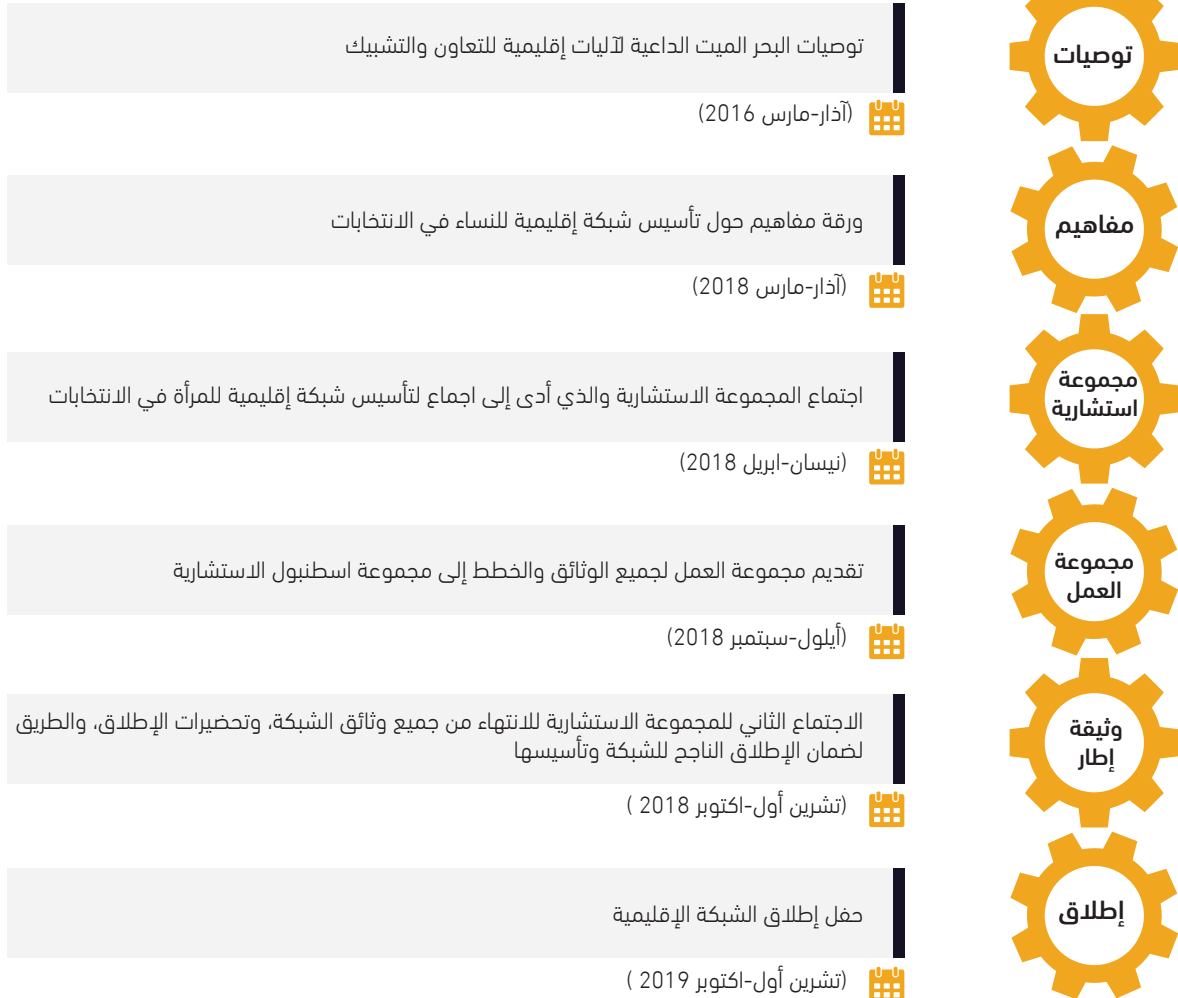 توصيات
توصيات البحر الميت الداعية لآليات إقليمية للتعاون والتشبيك
(آذار-مارس 2016)
مفاهيم
ورقة مفاهيم حول تأسيس شبكة إقليمية للنساء في الانتخابات
(آذار-مارس 2018)
مجموعة
استشارية
اجتماع المجموعة الاستشارية والذي أدى إلى اجماع لتأسيس شبكة إقليمية للمرأة في الانتخابات
(نيسان-ابريل 2018)
مجموعة
العمل
تقديم مجموعة العمل لجميع الوثائق والخطط إلى مجموعة اسطنبول الاستشارية
(أيلول-سبتمبر 2018)
وثيقة
إطار
الاجتماع الثاني للمجموعة الاستشارية للانتهاء من جميع وثائق الشبكة، وتحضيرات الإطلاق، والطريق
لضمان الإطلاق الناجح للشبكة وتأسيسها
(تشرين أول-اكتوبر 2018 )
إطلاق
حفل إطلاق الشبكة الإقليمية
(تشرين أول-اكتوبر 2019 )